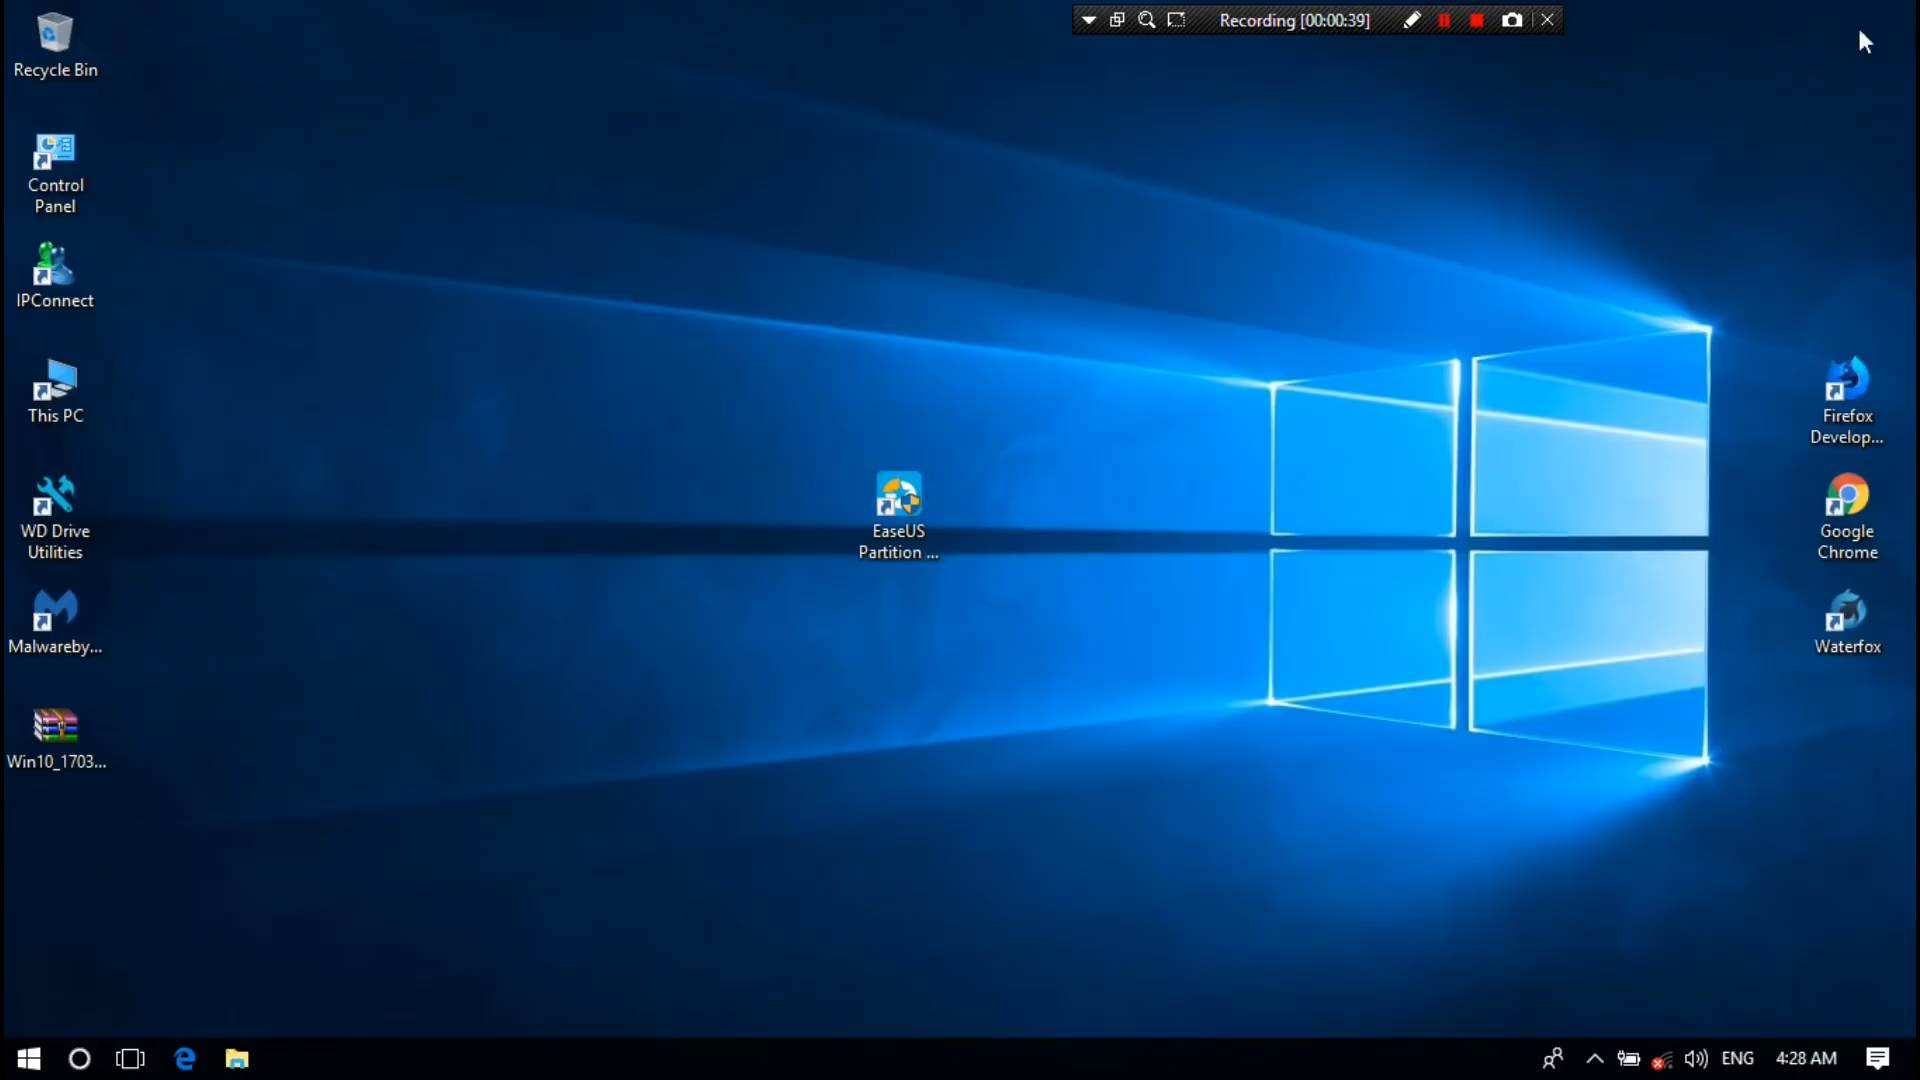 Recording [00:00:39]
Recycle Bin
Control
Panel
IPConnect
This PC
WD Drive
Utilities
Malwareby...
Win10_1703...
EaseUS
Partition ...
Firefox
Develop...
Google
Chrome
Waterfox
ENG
4:28 AM